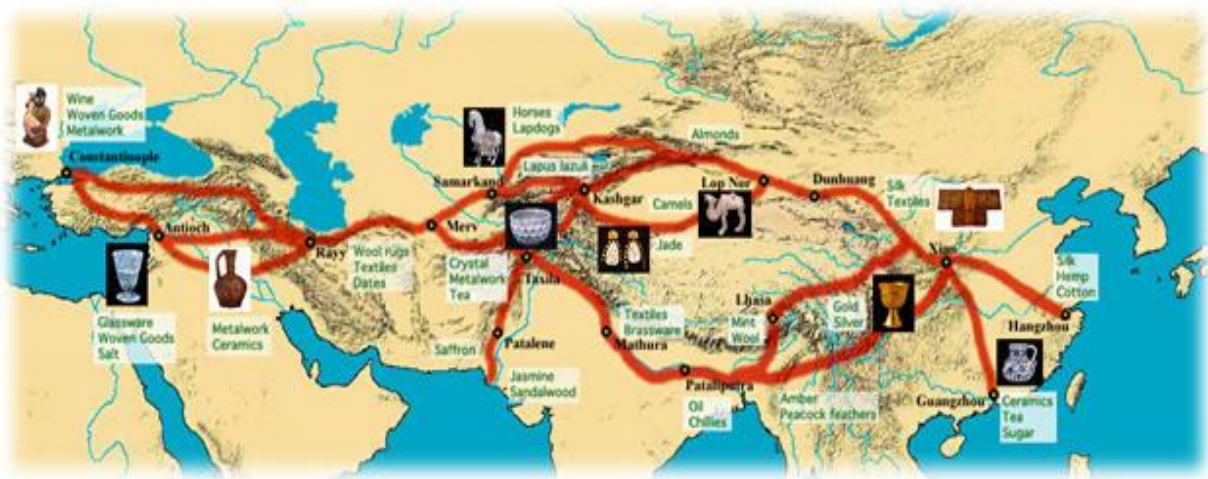 Wine
Woven Goods
Metalwork
Constantinople
Antioch
Glassware
Woven Goods
Salt
Metalwork
Ceramics
Rayy
Wool rugs
Textiles
Dates
Merv
Samarkand
Horses
Lapdogs
Lapus lazuli
Almonds
Kashgar
Camels
Jade
Lop Nor
Dunhuang
Silk
Textiles
Crystal
Metalwork
Tea
Taxila
Saffron
Patalene
Jasmine
Sandalwood
Textiles
Brassware
Mathura
Pataliputra
Oil
Chillies
Lhasa
Mint
Wool
Gold
Silver
Amber
Peacock feathers
Silk
Hemp
Cotton
Hangzhou
Guangzhou
Ceramics
Tea
Sugar